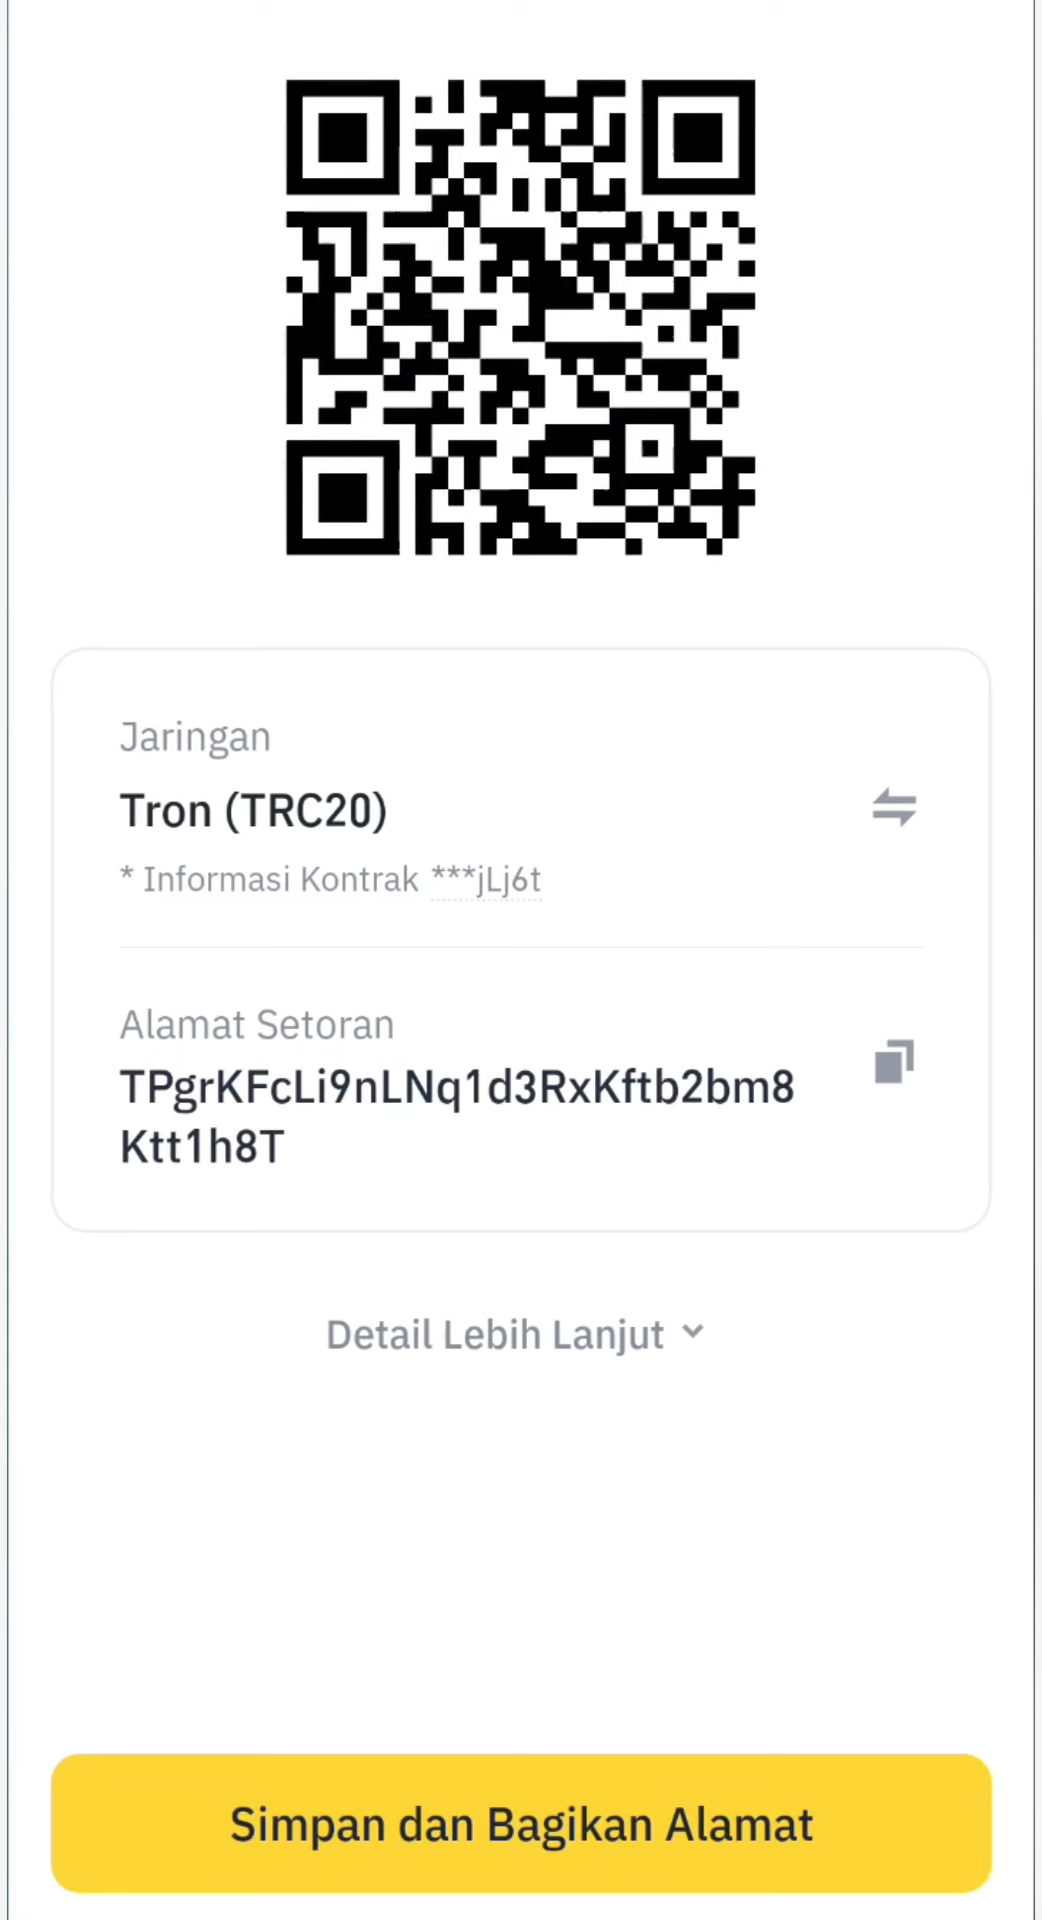 Jaringan
Tron (TRC20)
* Informasi Kontrak ***jLj6t
Alamat Setoran
TPgrKFcLi9nLNq1d3RxKftb2bm8
Ktt1h8T
Detail Lebih Lanjut
Simpan dan Bagikan Alamat